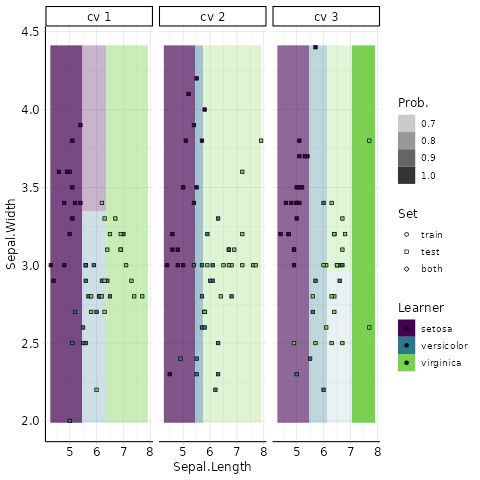 cv 1 cv 2 cv 3
4.5
4.0
3.5
3.0
2.5
2.0
Sepal.Width
5 6 7 8 5 6 7 8 5 6 7 8
Sepal.Length
Prob.
0.7
0.8
0.9
1.0
Set
train
test
both
Learner
setosa
versicolor
virginica